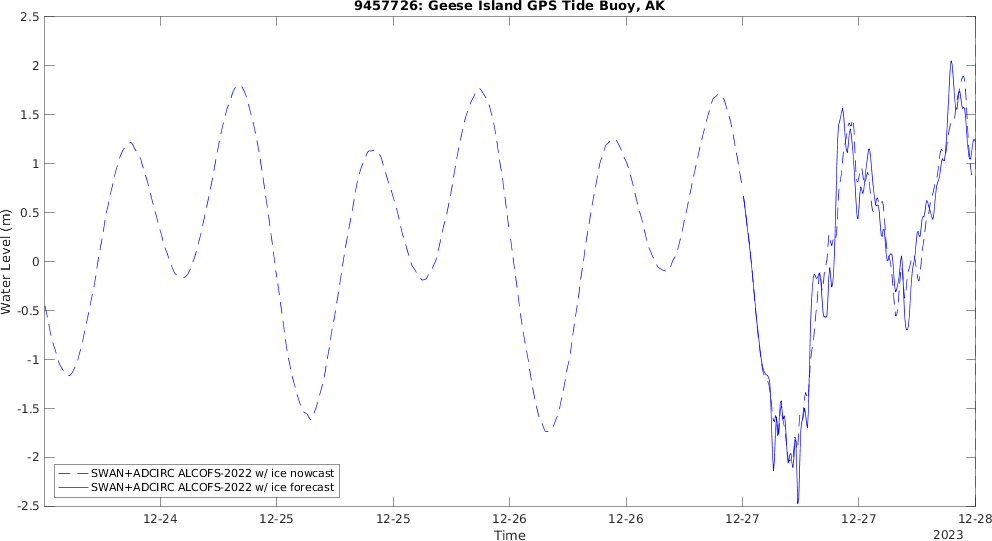 9457726: Geese Island GPS Tide Buoy, AK
2.5
2
1.5
1
0.5
0
-0.5
-1
-1.5
-2
-2.5
Water Level (m)
SWAN+ADCIRC ALCOFS-2022 w/ ice nowcast
SWAN+ADCIRC ALCOFS-2022 w/ ice forecast
12-24 12-25 12-25 12-26 12-26 12-27 12-27 12-28
Time
2023